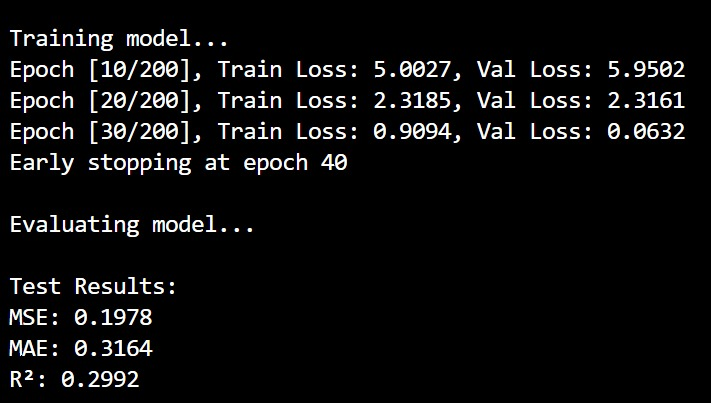 Training model...
Epoch [10/200], Train Loss: 5.0027, Val Loss: 5.9502
Epoch [20/200], Train Loss: 2.3185, Val Loss: 2.3161
Epoch [30/200], Train Loss: 0.9094, Val Loss: 0.0632
Early stopping at epoch 40
Evaluating model...
Test Results:
MSE: 0.1978
MAE: 0.3164
R²: 0.2992